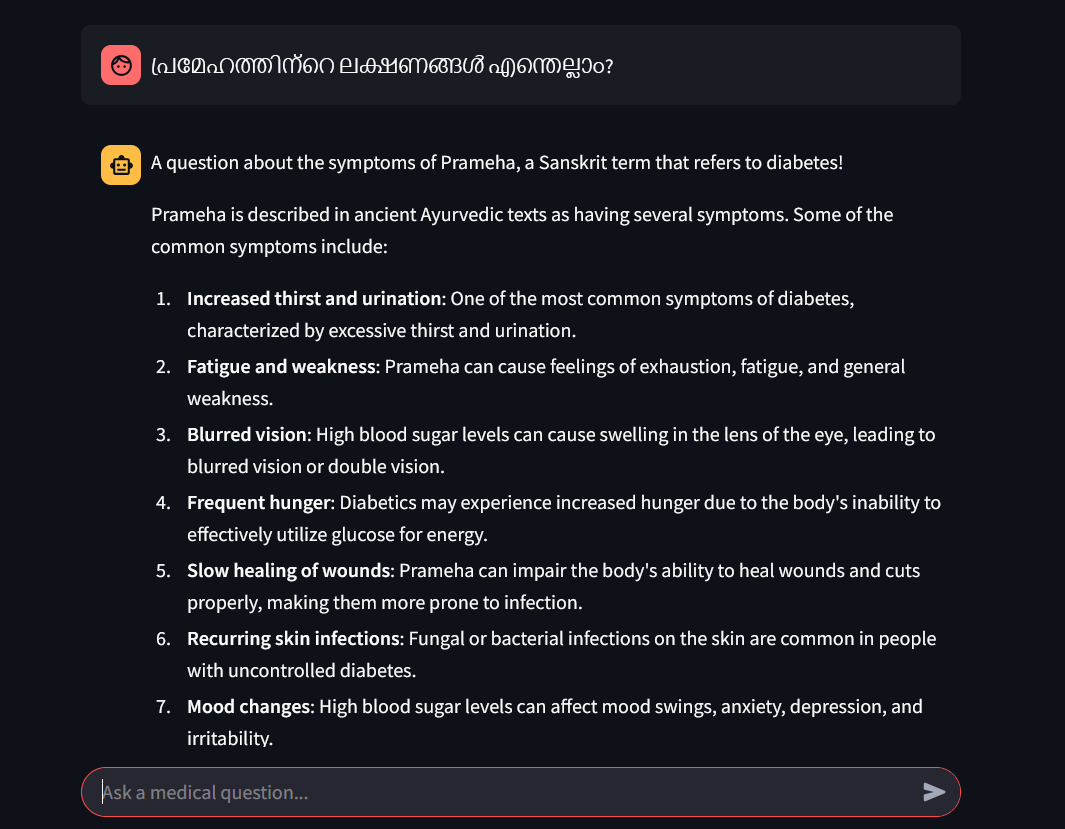 പ്രമേഹത്തിന്റെ ലക്ഷണങ്ങൾ എന്തെല്ലാം?
A question about the symptoms of Prameha, a Sanskrit term that refers to diabetes!
Prameha is described in ancient Ayurvedic texts as having several symptoms. Some of the
common symptoms include:
1. Increased thirst and urination: One of the most common symptoms of diabetes,
characterized by excessive thirst and urination.
2. Fatigue and weakness: Prameha can cause feelings of exhaustion, fatigue, and general
weakness.
3. Blurred vision: High blood sugar levels can cause swelling in the lens of the eye, leading to
blurred vision or double vision.
4. Frequent hunger: Diabetics may experience increased hunger due to the body's inability to
effectively utilize glucose for energy.
5. Slow healing of wounds: Prameha can impair the body's ability to heal wounds and cuts
properly, making them more prone to infection.
6. Recurring skin infections: Fungal or bacterial infections on the skin are common in people
with uncontrolled diabetes.
7. Mood changes: High blood sugar levels can affect mood swings, anxiety, depression, and
irritability.
Ask a medical question...